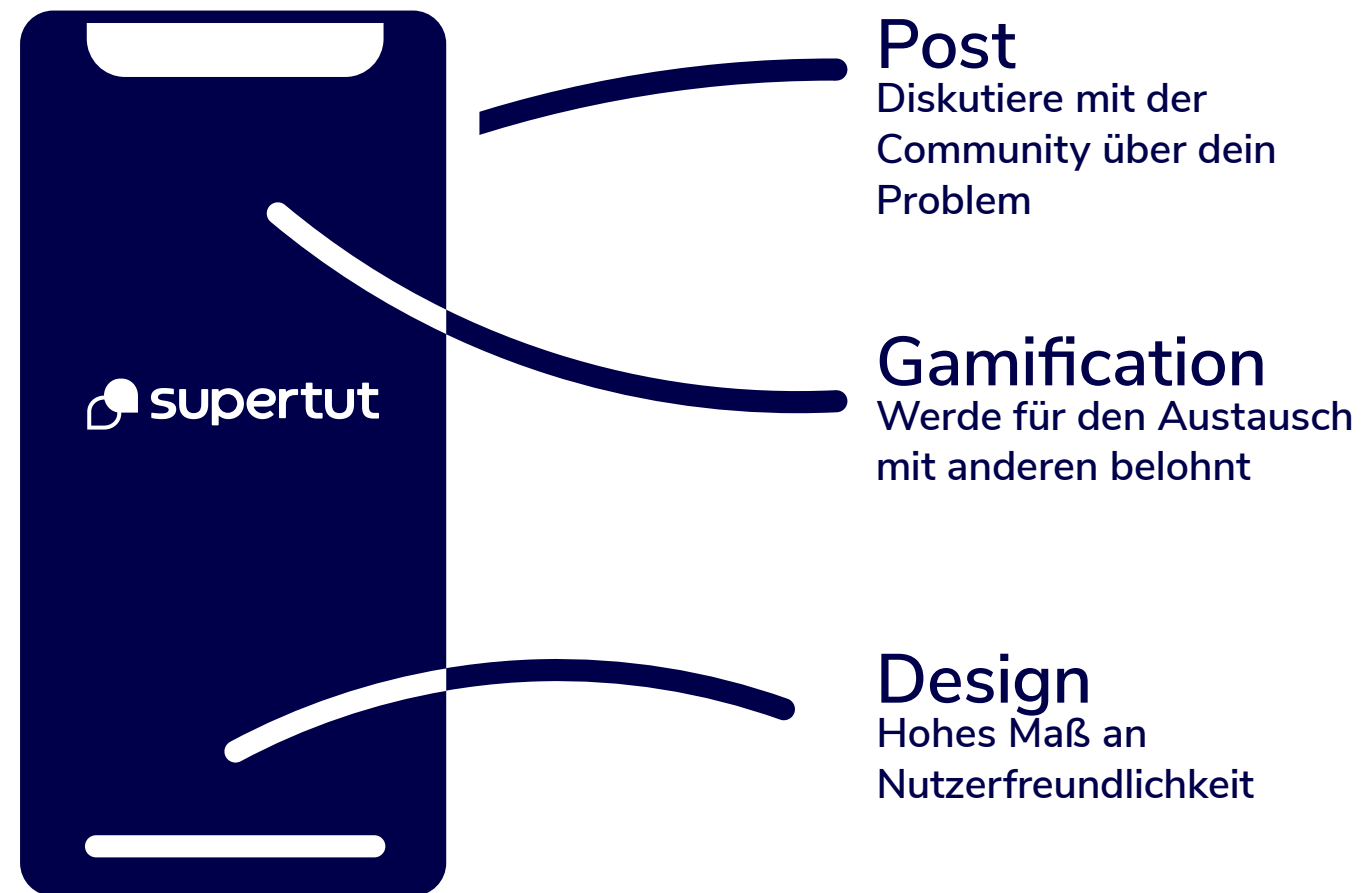 Post
Diskutiere mit der
Community über dein
Problem
supertut
Gamification
Werde für den Austausch
mit anderen belohnt
Design
Hohes Maß an
Nutzerfreundlichkeit